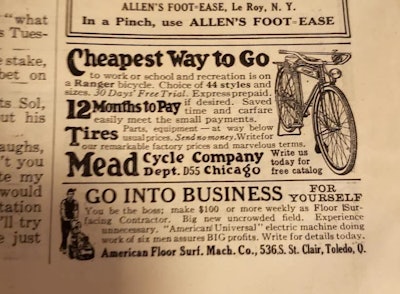 ALLEN'S FOOT-EASE, Le Roy, N. Y.
In a Pinch, use ALLEN'S FOOT-EASE
"what
s Tues-
stake,
bet on
ts Sol,
out his
aughs,
't you
te my
would
tation
'll try
e just
Cheapest Way to Go
to work or school and recreation is on
a Ranger bicycle. Choice of 44 styles and
sizes. 30 Days' Free Trial. Express prepaid.
12 Months to Pay if desired. Saved
time and carfare
easily meet the small payments.
Tires Parts, equipment—at way below
usual prices. Send no money. Write for
our remarkable factory prices and marvelous terms.
Mead Cycle Company Write us
today for
Dept. D55 Chicago free catalog
GO INTO BUSINESS FOR
YOURSELF
You be the boss; make $100 or more weekly as Floor Sur-
facing Contractor. Big new uncrowded field. Experience
unnecessary. "American Universal" electric machine doing
work of six men assures BIG profits. Write for details today.
American Floor Surf. Mach. Co., 536 S. St. Clair, Toledo, O.